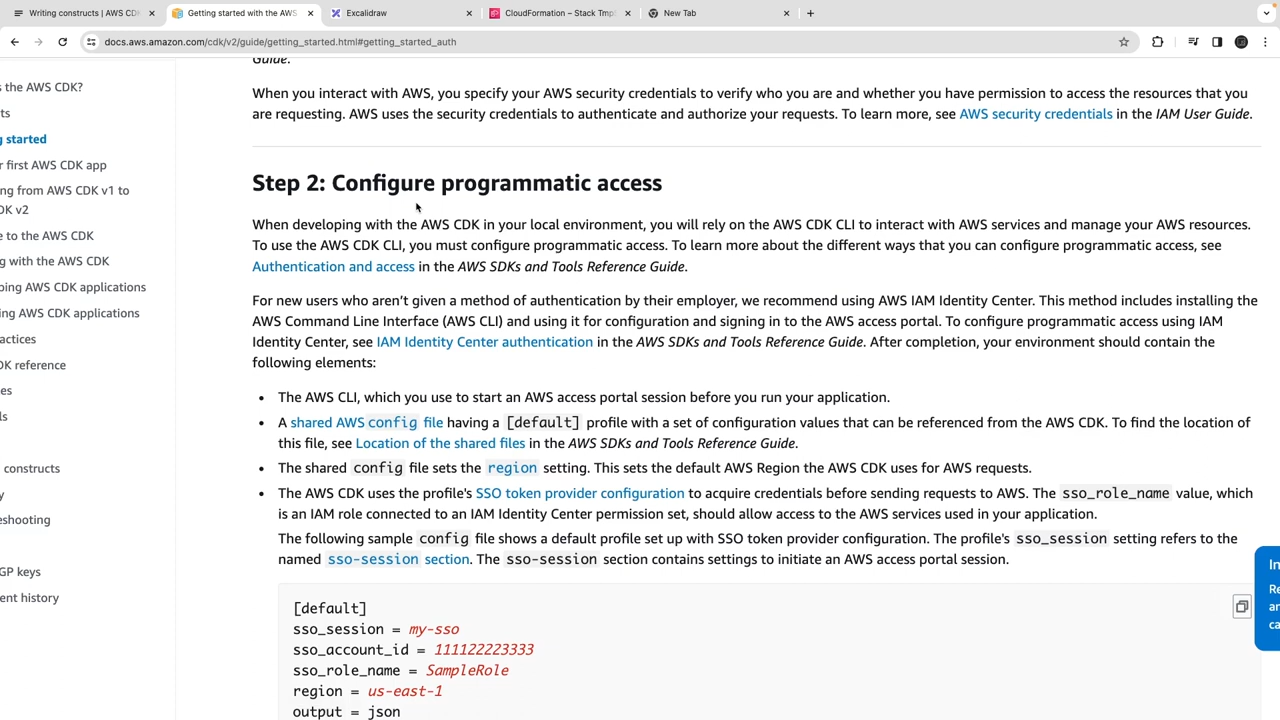 Writing constructs | AWS CD
Getting started with the AWS
Excalidraw
CloudFormation – Stack TmpS
New Tab
docs.aws.amazon.com/cdk/v2/guide/getting_started.html#getting_started_auth
s the AWS CDK?
ts
g started
r first AWS CDK app
ng from AWS CDK v1 to
DK v2
e to the AWS CDK
g with the AWS CDK
ping AWS CDK applications
ing AWS CDK applications
actices
DK reference
es
ls
constructs
y
eshooting
GP keys
ent history
Guide.
When you interact with AWS, you specify your AWS security credentials to verify who you are and whether you have permission to access the resources that you
are requesting. AWS uses the security credentials to authenticate and authorize your requests. To learn more, see AWS security credentials in the IAM User Guide.
Step 2: Configure programmatic access
When developing with the AWS CDK in your local environment, you will rely on the AWS CDK CLI to interact with AWS services and manage your AWS resources.
To use the AWS CDK CLI, you must configure programmatic access. To learn more about the different ways that you can configure programmatic access, see
Authentication and access in the AWS SDKs and Tools Reference Guide.
For new users who aren't given a method of authentication by their employer, we recommend using AWS IAM Identity Center. This method includes installing the
AWS Command Line Interface (AWS CLI) and using it for configuration and signing in to the AWS access portal. To configure programmatic access using IAM
Identity Center, see IAM Identity Center authentication in the AWS SDKs and Tools Reference Guide. After completion, your environment should contain the
following elements:
• The AWS CLI, which you use to start an AWS access portal session before you run your application.
• A shared AWS config file having a [default] profile with a set of configuration values that can be referenced from the AWS CDK. To find the location of
this file, see Location of the shared files in the AWS SDKs and Tools Reference Guide.
• The shared config file sets the region setting. This sets the default AWS Region the AWS CDK uses for AWS requests.
• The AWS CDK uses the profile's SSO token provider configuration to acquire credentials before sending requests to AWS. The sso_role_name value, which
is an IAM role connected to an IAM Identity Center permission set, should allow access to the AWS services used in your application.
The following sample config file shows a default profile set up with SSO token provider configuration. The profile's sso_session setting refers to the
named sso-session section. The sso-session section contains settings to initiate an AWS access portal session.
[default]
sso_session = my-sso
sso_account_id = 111122223333
sso_role_name = SampleRole
region = us-east-1
output = json
In
Re
an
ca